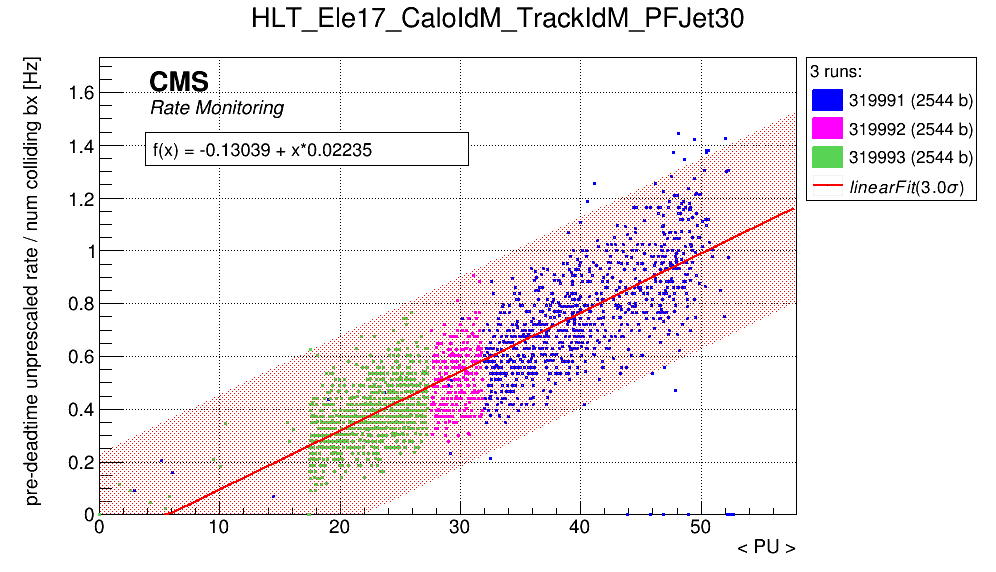 HLT_Ele17_CaloIdM_TrackIdM_PFJet30
pre-deadtime unprescaled rate / num colliding bx [Hz]
CMS
Rate Monitoring
f(x) = -0.13039 + x*0.02235
1.6
1.4
1.2
1
0.8
0.6
0.4
0.2
0
0 10 20 30 40 50
< PU >
3 runs:
319991 (2544 b)
319992 (2544 b)
319993 (2544 b)
linearFit(3.0σ)